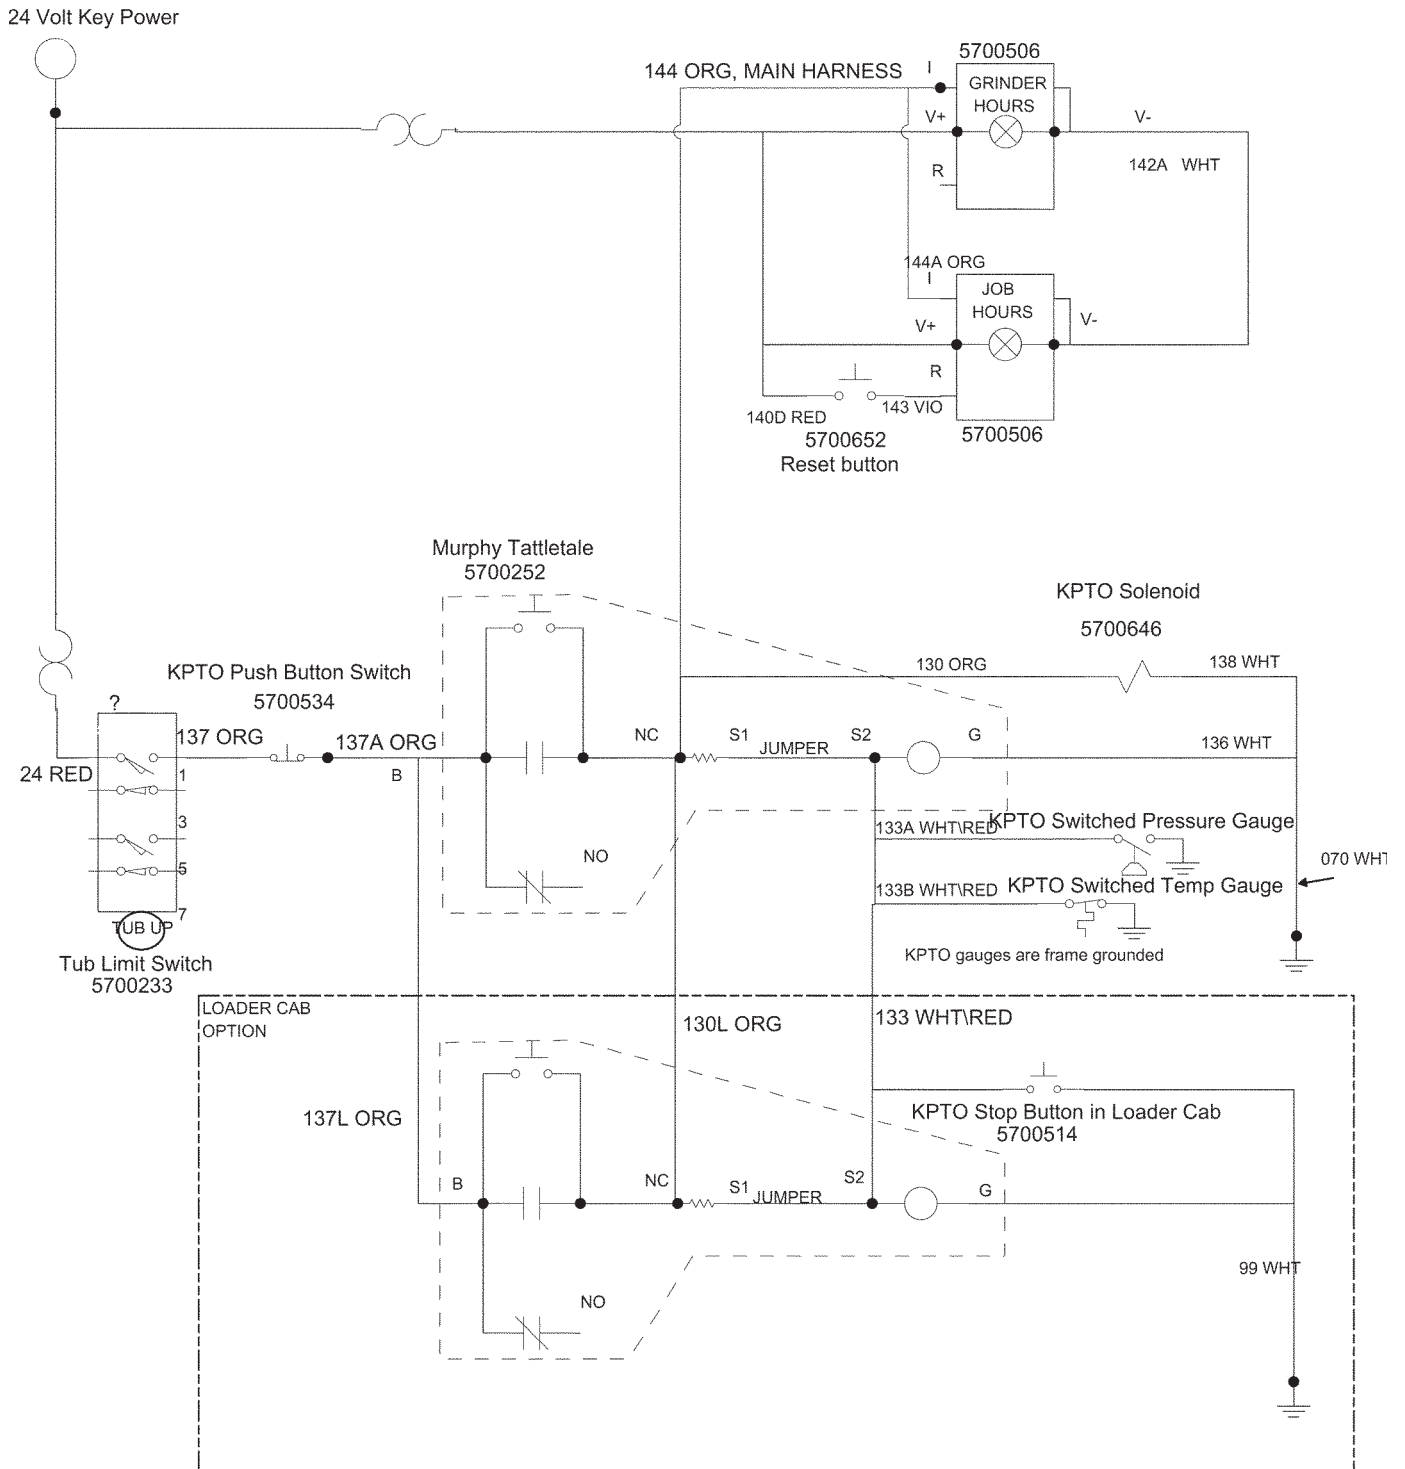 24 Volt Key Power
5700506
144 ORG, MAIN HARNESS
I
GRINDER
HOURS
V+
V-
142A WHT
R
144A ORG
I
JOB
HOURS
V+
V-
R
140D RED
143 VIO
5700652
5700506
Reset button
Murphy Tattletale
5700252
KPTO Solenoid
5700646
130 ORG
138 WHT
KPTO Push Button Switch
5700534
?
137 ORG
137A ORG
NC
S1
JUMPER
S2
G
136 WHT
24 RED
1
B
3
133A WHT\RED
KPTO Switched Pressure Gauge
NO
5
133B WHT\RED
KPTO Switched Temp Gauge
070 WHT
7
TUB UP
Tub Limit Switch
5700233
KPTO gauges are frame grounded
LOADER CAB
OPTION
130L ORG
133 WHT\RED
137L ORG
KPTO Stop Button in Loader Cab
5700514
B
NC
S1
JUMPER
S2
G
99 WHT
NO